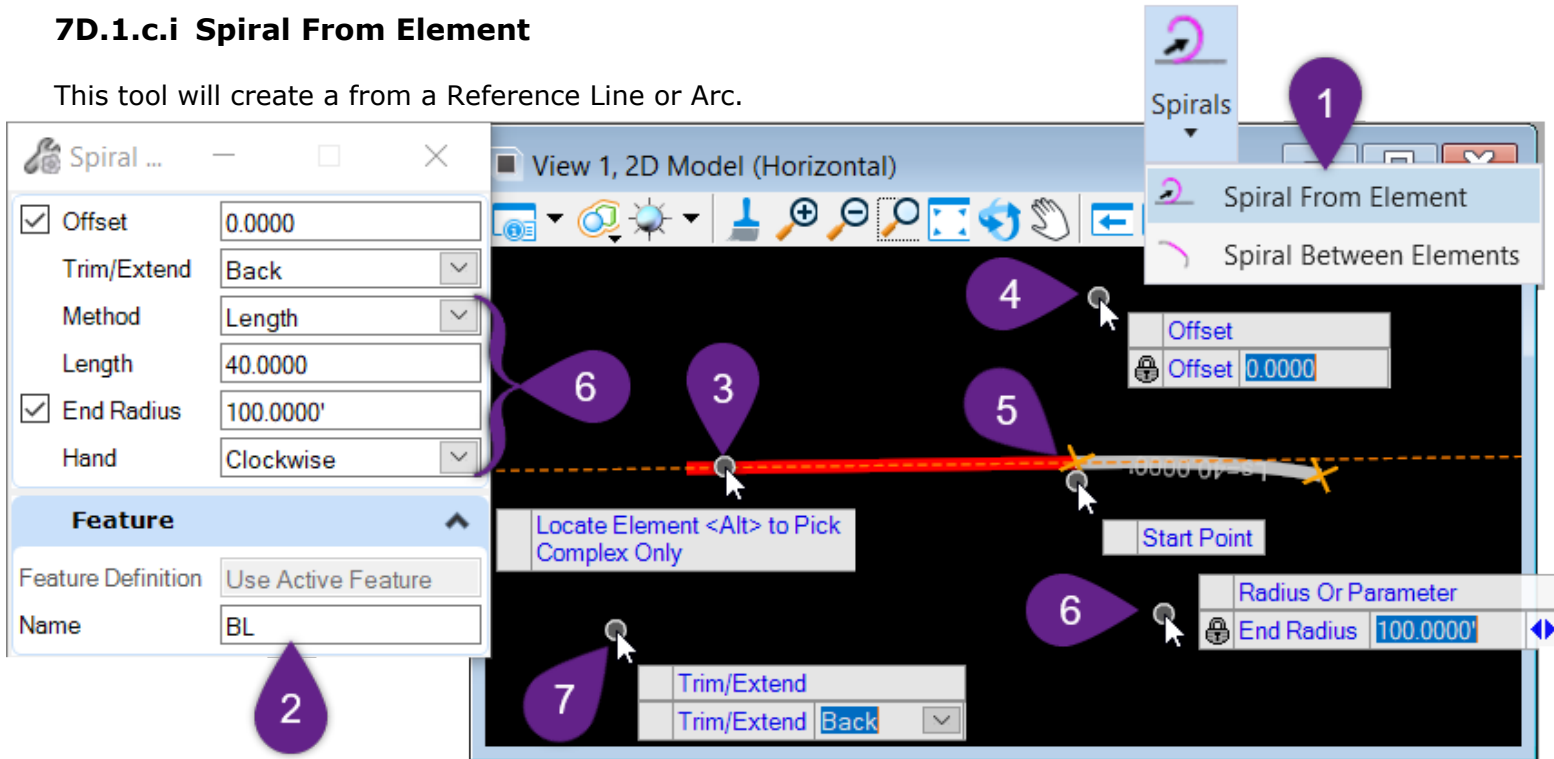 7D.1.c.i Spiral From Element
This tool will create a from a Reference Line or Arc.
Spirals
1
Spiral From Element
Spiral Between Elements
Spiral ...
Offset 0.0000
Trim/Extend Back
Method Length
Length 40.0000
End Radius 100.0000'
Hand Clockwise
6
Feature
Feature Definition Use Active Feature
Name BL
2
View 1, 2D Model (Horizontal)
3
Locate Element <Alt> to Pick
Complex Only
4
Offset
Offset 0.0000
5
Start Point
Ls=40.0000'
6
Radius Or Parameter
End Radius 100.0000'
7
Trim/Extend
Trim/Extend Back